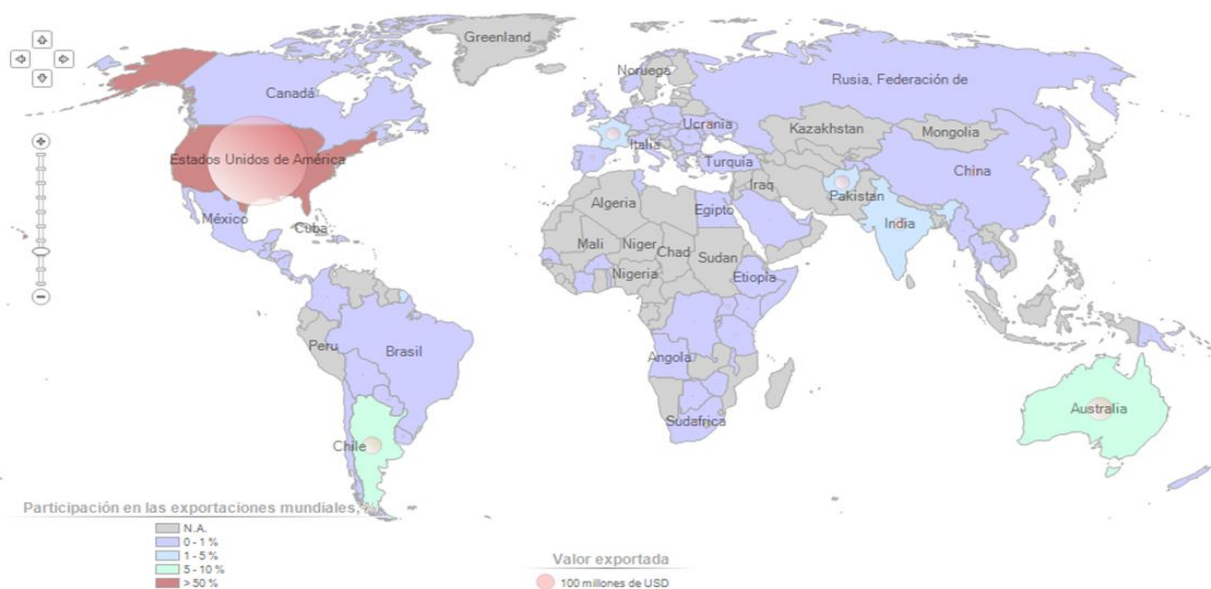 Greenland
Noruega
Rusia, Federación de
Canadá
Ucrania
Kazakhstan
Mongolia
Italia
Estados Unidos de América
Turquía
China
Iraq
Pakistan
Argelia
Egipto
México
India
Cuba
Mali
Niger
Chad
Sudan
Nigeria
Etiopía
Peru
Brasil
Angola
Australia
Sudafrica
Chile
Participación en las exportaciones mundiales, %
N.A.
0 - 1 %
1 - 5 %
5 - 10 %
> 50 %
Valor exportada
100 millones de USD